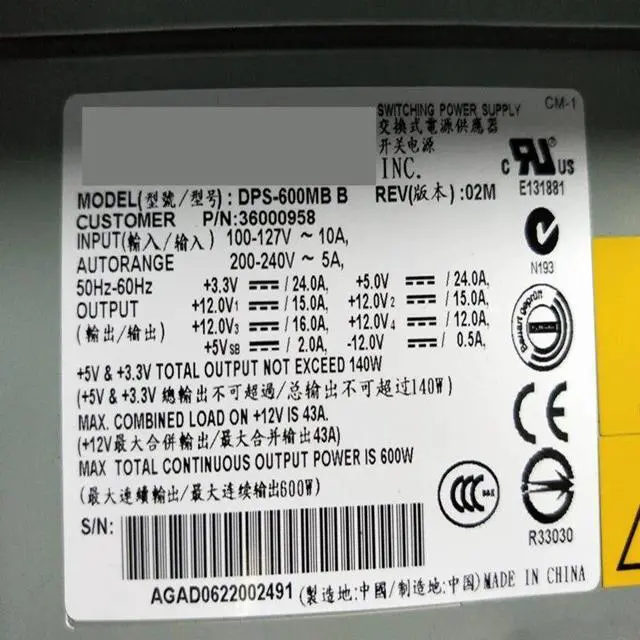 SWITCHING POWER SUPPLY CM-1
交換式電源供應器
开关电源
INC.
C RU US
E131881
MODEL(型號/型号): DPS-600MB B REV(版本):02M
CUSTOMER P/N:36000958
INPUT(輸入/输入) 100-127V ~ 10A,
AUTORANGE 200-240V ~ 5A,
50Hz-60Hz
N193
OUTPUT
(輸出/输出)
+3.3V / 24.0A, +5.0V / 24.0A,
+12.0V1 / 15.0A, +12.0V2 / 15.0A,
+12.0V3 / 16.0A, +12.0V4 / 12.0A,
+5VSB / 2.0A, -12.0V / 0.5A,
+5V & +3.3V TOTAL OUTPUT NOT EXCEED 140W
(+5V & +3.3V 總輸出不可超過/总输出不可超过140W)
MAX. COMBINED LOAD ON +12V IS 43A.
(+12V最大合併輸出/最大合并输出43A)
MAX TOTAL CONTINUOUS OUTPUT POWER IS 600W
(最大連續輸出/最大连续输出600W)
geprüft
CE
CCC
R33030
S/N:
AGAD0622002491 (製造地:中國/制造地:中国)MADE IN CHINA